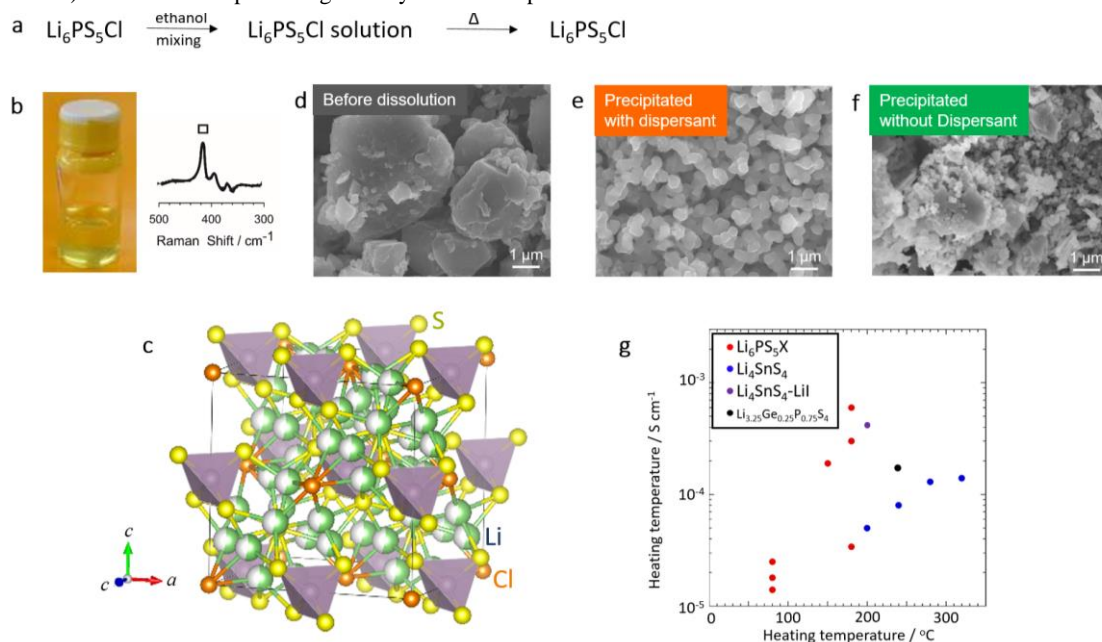 a Li₆PS₅Cl ethanol mixing Li₆PS₅Cl solution Δ Li₆PS₅Cl
b
500 400 300
Raman Shift / cm⁻¹
d Before dissolution
1 μm
e Precipitated
with dispersant
1 μm
f Precipitated
without Dispersant
1 μm
c
S
Li
Cl
c
c
a
g
Li₆PS₅X
Li₄SnS₄
Li₄SnS₄-LiI
Li₃.₂₅Ge₀.₂₅P₀.₇₅S₄
Heating temperature / S cm⁻¹
10⁻³
10⁻⁴
10⁻⁵
0 100 200 300
Heating temperature / °C